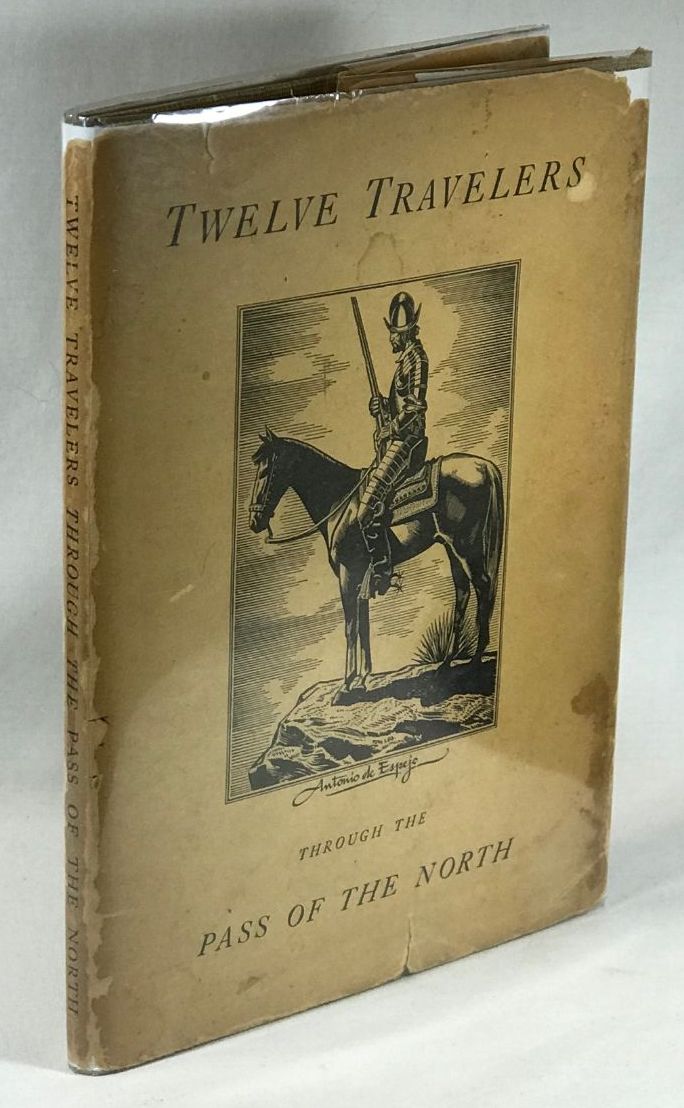 TWELVE TRAVELERS THROUGH THE PASS OF THE NORTH
TWELVE TRAVELERS
Antonio de Espejo
THROUGH THE
PASS OF THE NORTH